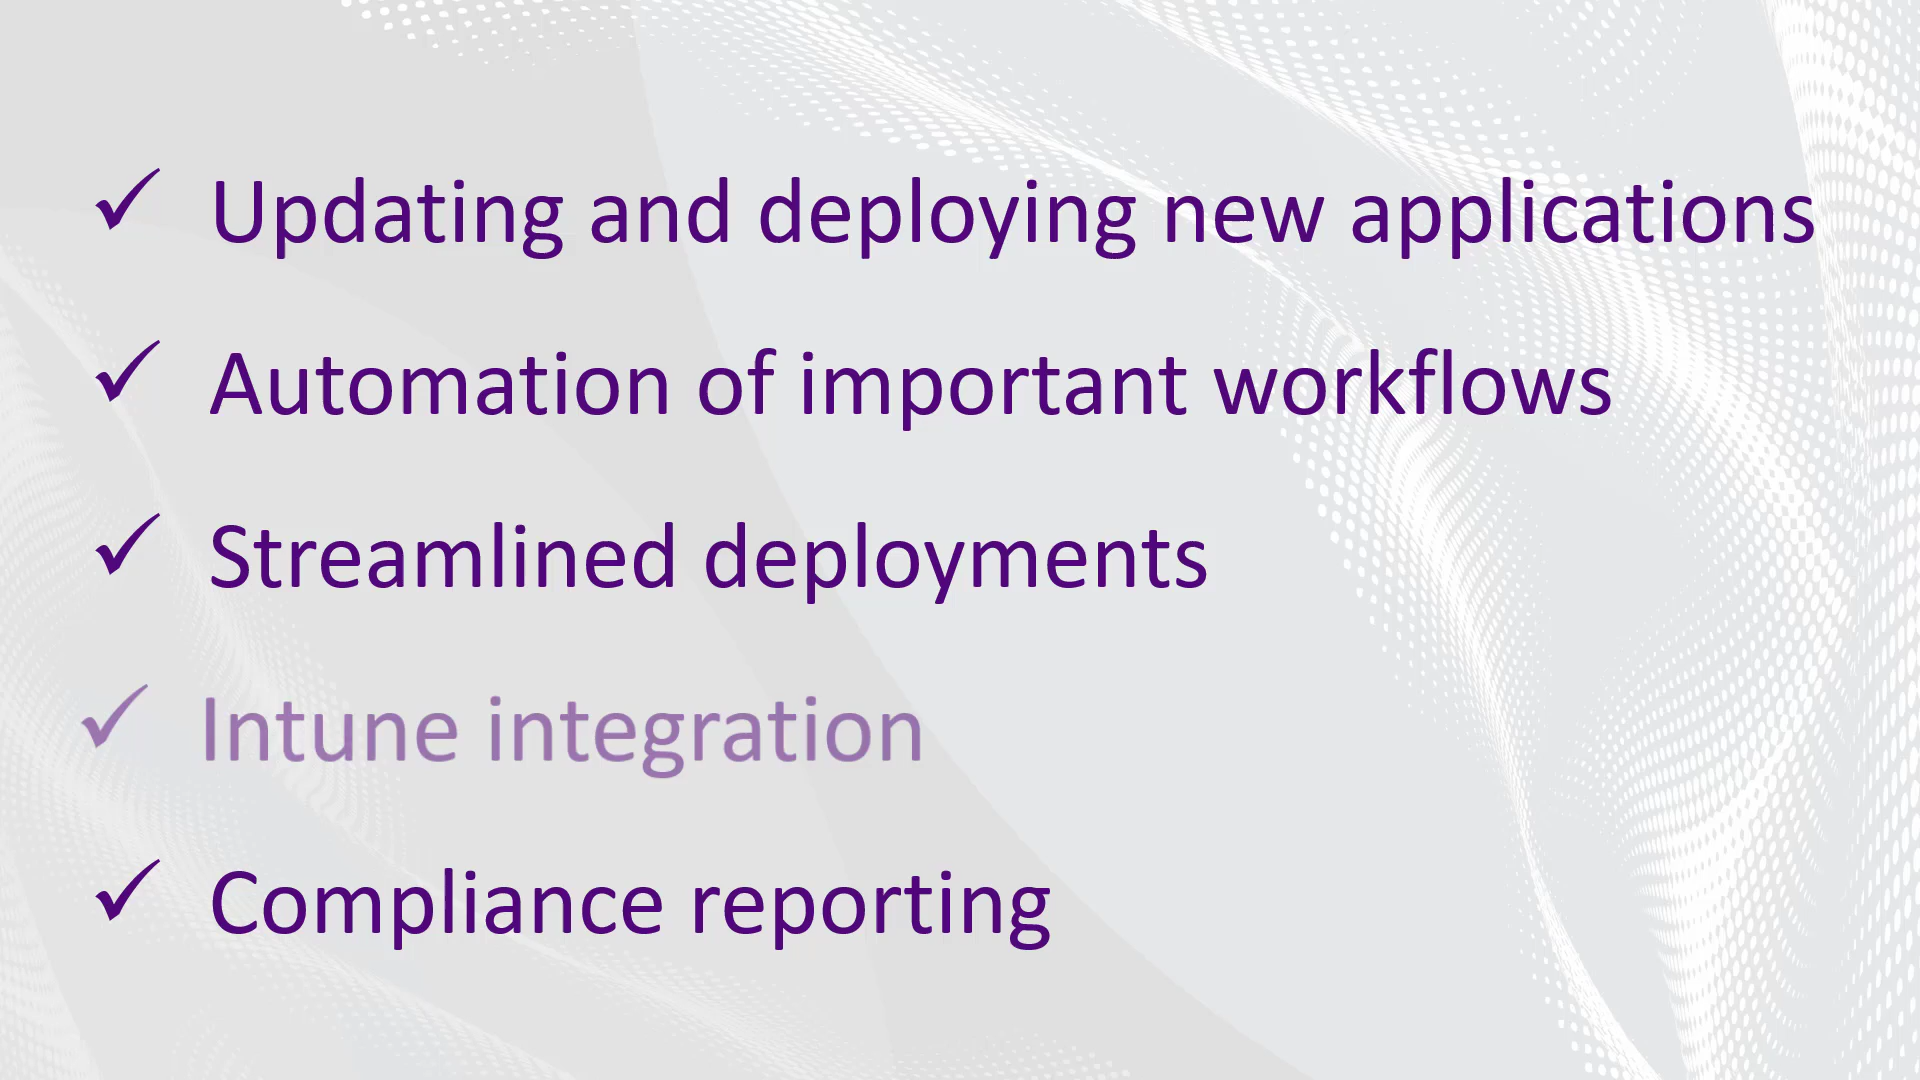 ✓ Updating and deploying new applications
✓ Automation of important workflows
✓ Streamlined deployments
✓ Intune integration
✓ Compliance reporting